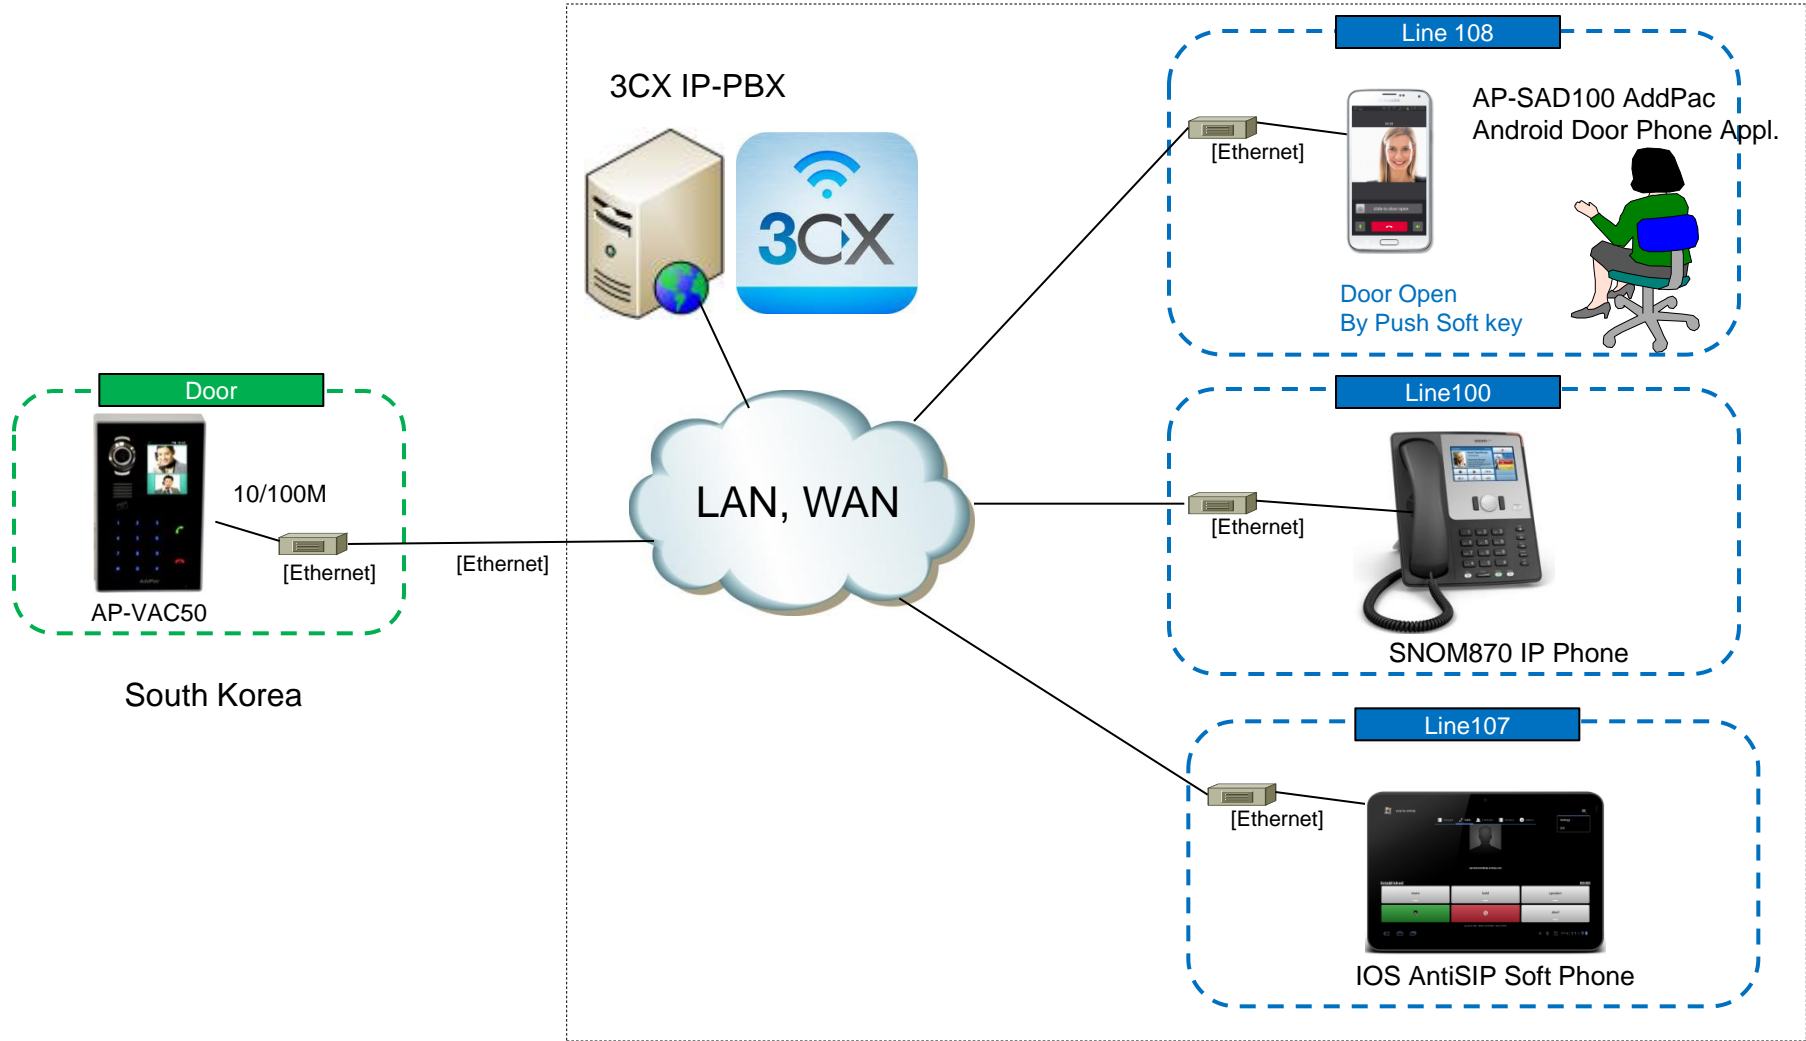 Line 108
3CX IP-PBX
AP-SAD100 AddPac
Android Door Phone Appl.
[Ethernet]
3CX
Door Open
By Push Soft key
Door
10/100M
[Ethernet]
AP-VAC50
South Korea
[Ethernet]
LAN, WAN
Line100
[Ethernet]
SNOM870 IP Phone
Line107
[Ethernet]
IOS AntiSIP Soft Phone